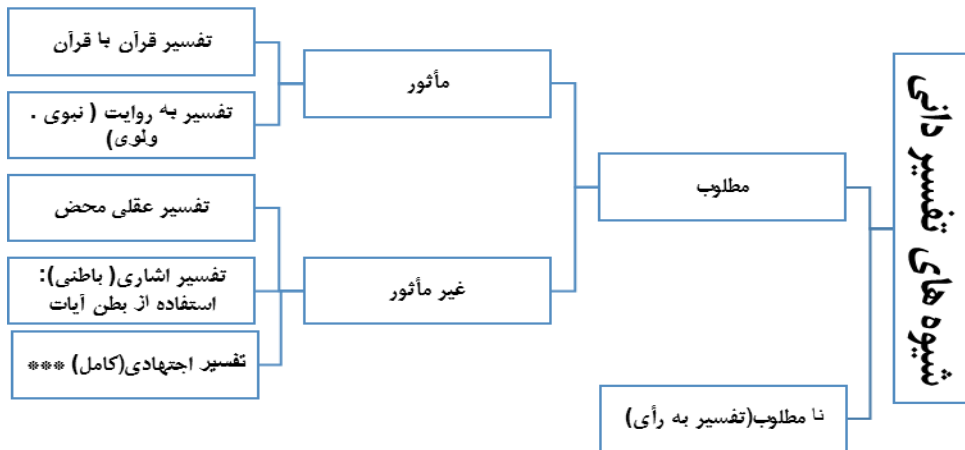 شیوه های تفسیر دانی
مطلوب
مأثور
تفسیر قرآن با قرآن
تفسیر به روایت ( نبوی .
ولوی)
غیر مأثور
تفسیر عقلی محض
تفسیر اشاری( باطنی):
استفاده از بطن آیات
تفسیر اجتهادی(کامل) ***
نا مطلوب(تفسیر به رأی)